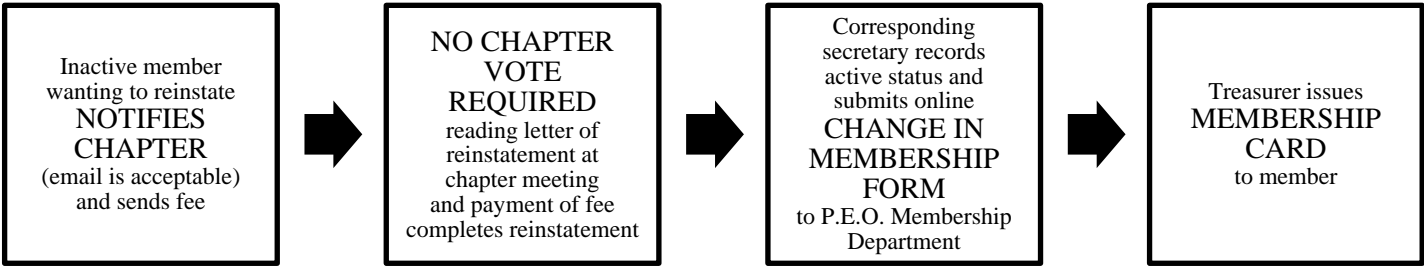 Inactive member
wanting to reinstate
NOTIFIES
CHAPTER
(email is acceptable)
and sends fee
NO CHAPTER
VOTE
REQUIRED
reading letter of
reinstatement at
chapter meeting
and payment of fee
completes reinstatement
Corresponding
secretary records
active status and
submits online
CHANGE IN
MEMBERSHIP
FORM
to P.E.O. Membership
Department
Treasurer issues
MEMBERSHIP
CARD
to member